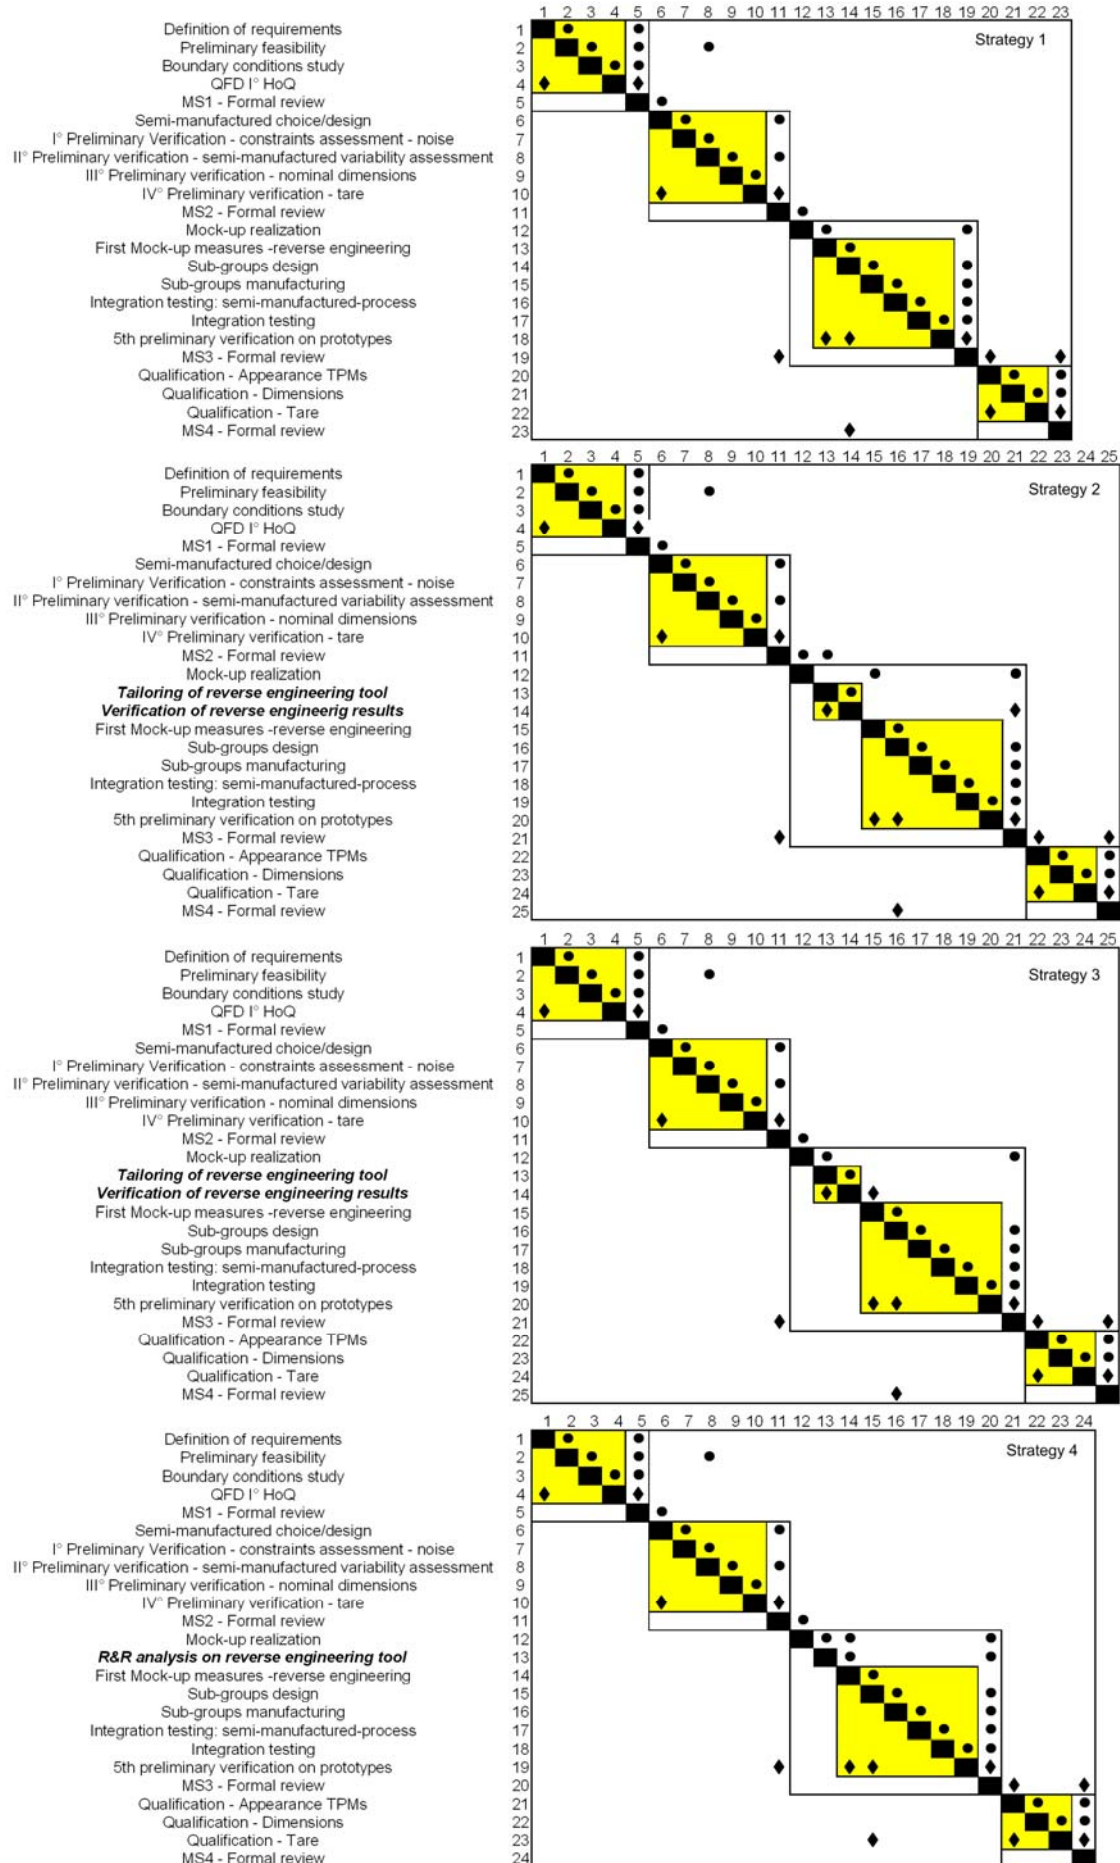 1 2 3 4 5 6 7 8 9 10 11 12 13 14 15 16 17 18 19 20 21 22 23
Strategy 1
Definition of requirements 1
Preliminary feasibility 2
Boundary conditions study 3
QFD I° HoQ 4
MS1 - Formal review 5
Semi-manufactured choice/design 6
I° Preliminary Verification - constraints assessment - noise 7
II° Preliminary verification - semi-manufactured variability assessment 8
III° Preliminary verification - nominal dimensions 9
IV° Preliminary verification - tare 10
MS2 - Formal review 11
Mock-up realization 12
First Mock-up measures -reverse engineering 13
Sub-groups design 14
Sub-groups manufacturing 15
Integration testing: semi-manufactured-process 16
Integration testing 17
5th preliminary verification on prototypes 18
MS3 - Formal review 19
Qualification - Appearance TPMs 20
Qualification - Dimensions 21
Qualification - Tare 22
MS4 - Formal review 23
1 2 3 4 5 6 7 8 9 10 11 12 13 14 15 16 17 18 19 20 21 22 23 24 25
Strategy 2
Definition of requirements 1
Preliminary feasibility 2
Boundary conditions study 3
QFD I° HoQ 4
MS1 - Formal review 5
Semi-manufactured choice/design 6
I° Preliminary Verification - constraints assessment - noise 7
II° Preliminary verification - semi-manufactured variability assessment 8
III° Preliminary verification - nominal dimensions 9
IV° Preliminary verification - tare 10
MS2 - Formal review 11
Mock-up realization 12
Tailoring of reverse engineering tool 13
Verification of reverse engineerig results 14
First Mock-up measures -reverse engineering 15
Sub-groups design 16
Sub-groups manufacturing 17
Integration testing: semi-manufactured-process 18
Integration testing 19
5th preliminary verification on prototypes 20
MS3 - Formal review 21
Qualification - Appearance TPMs 22
Qualification - Dimensions 23
Qualification - Tare 24
MS4 - Formal review 25
1 2 3 4 5 6 7 8 9 10 11 12 13 14 15 16 17 18 19 20 21 22 23 24 25
Strategy 3
Definition of requirements 1
Preliminary feasibility 2
Boundary conditions study 3
QFD I° HoQ 4
MS1 - Formal review 5
Semi-manufactured choice/design 6
I° Preliminary Verification - constraints assessment - noise 7
II° Preliminary verification - semi-manufactured variability assessment 8
III° Preliminary verification - nominal dimensions 9
IV° Preliminary verification - tare 10
MS2 - Formal review 11
Mock-up realization 12
Tailoring of reverse engineering tool 13
Verification of reverse engineering results 14
First Mock-up measures -reverse engineering 15
Sub-groups design 16
Sub-groups manufacturing 17
Integration testing: semi-manufactured-process 18
Integration testing 19
5th preliminary verification on prototypes 20
MS3 - Formal review 21
Qualification - Appearance TPMs 22
Qualification - Dimensions 23
Qualification - Tare 24
MS4 - Formal review 25
1 2 3 4 5 6 7 8 9 10 11 12 13 14 15 16 17 18 19 20 21 22 23 24
Strategy 4
Definition of requirements 1
Preliminary feasibility 2
Boundary conditions study 3
QFD I° HoQ 4
MS1 - Formal review 5
Semi-manufactured choice/design 6
I° Preliminary Verification - constraints assessment - noise 7
II° Preliminary verification - semi-manufactured variability assessment 8
III° Preliminary verification - nominal dimensions 9
IV° Preliminary verification - tare 10
MS2 - Formal review 11
Mock-up realization 12
R&R analysis on reverse engineering tool 13
First Mock-up measures -reverse engineering 14
Sub-groups design 15
Sub-groups manufacturing 16
Integration testing: semi-manufactured-process 17
Integration testing 18
5th preliminary verification on prototypes 19
MS3 - Formal review 20
Qualification - Appearance TPMs 21
Qualification - Dimensions 22
Qualification - Tare 23
MS4 - Formal review 24